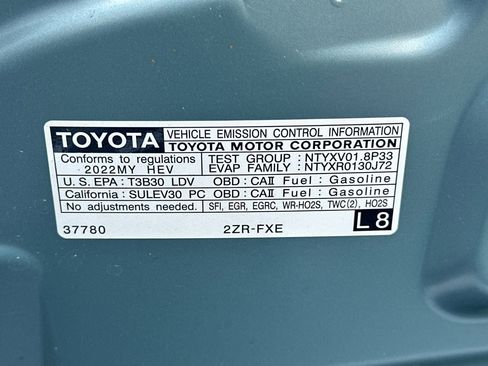 TOYOTA VEHICLE EMISSION CONTROL INFORMATION
TOYOTA MOTOR CORPORATION
Conforms to regulations TEST GROUP : NTYXV01.8P33
2022MY HEV EVAP FAMILY : NTYXR0130J72
U.S. EPA : T3B30 LDV OBD : CAII Fuel : Gasoline
California : SULEV30 PC OBD : CAII Fuel : Gasoline
No adjustments needed. SFI, EGR, EGRC, WR-HO2S, TWC(2), HO2S
37780 2ZR-FXE L 8